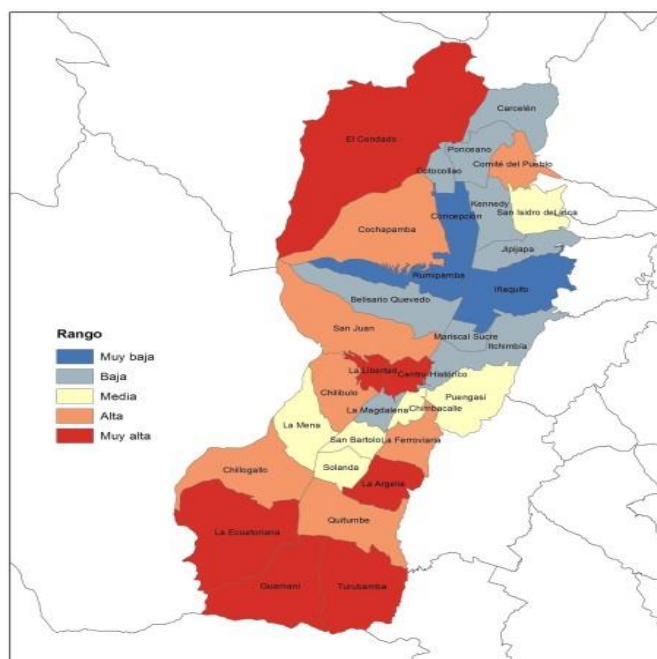 Carcelén
El Condado
Ponceano
Comité del Pueblo
Cotocollao
Kennedy
San Isidro del Inca
Concepción
Cochapamba
Jipijapa
Rumipamba
Iñaquito
Belisario Quevedo
San Juan
Mariscal Sucre
Itchimbía
La Libertad
Centro Histórico
Chilibulo
Puengasí
La Magdalena
Chimbacalle
La Mena
San Bartolo
La Ferroviaria
Solanda
Chillogallo
La Argelia
Quitumbe
La Ecuatoriana
Guamaní
Turubamba
Rango
Muy baja
Baja
Media
Alta
Muy alta